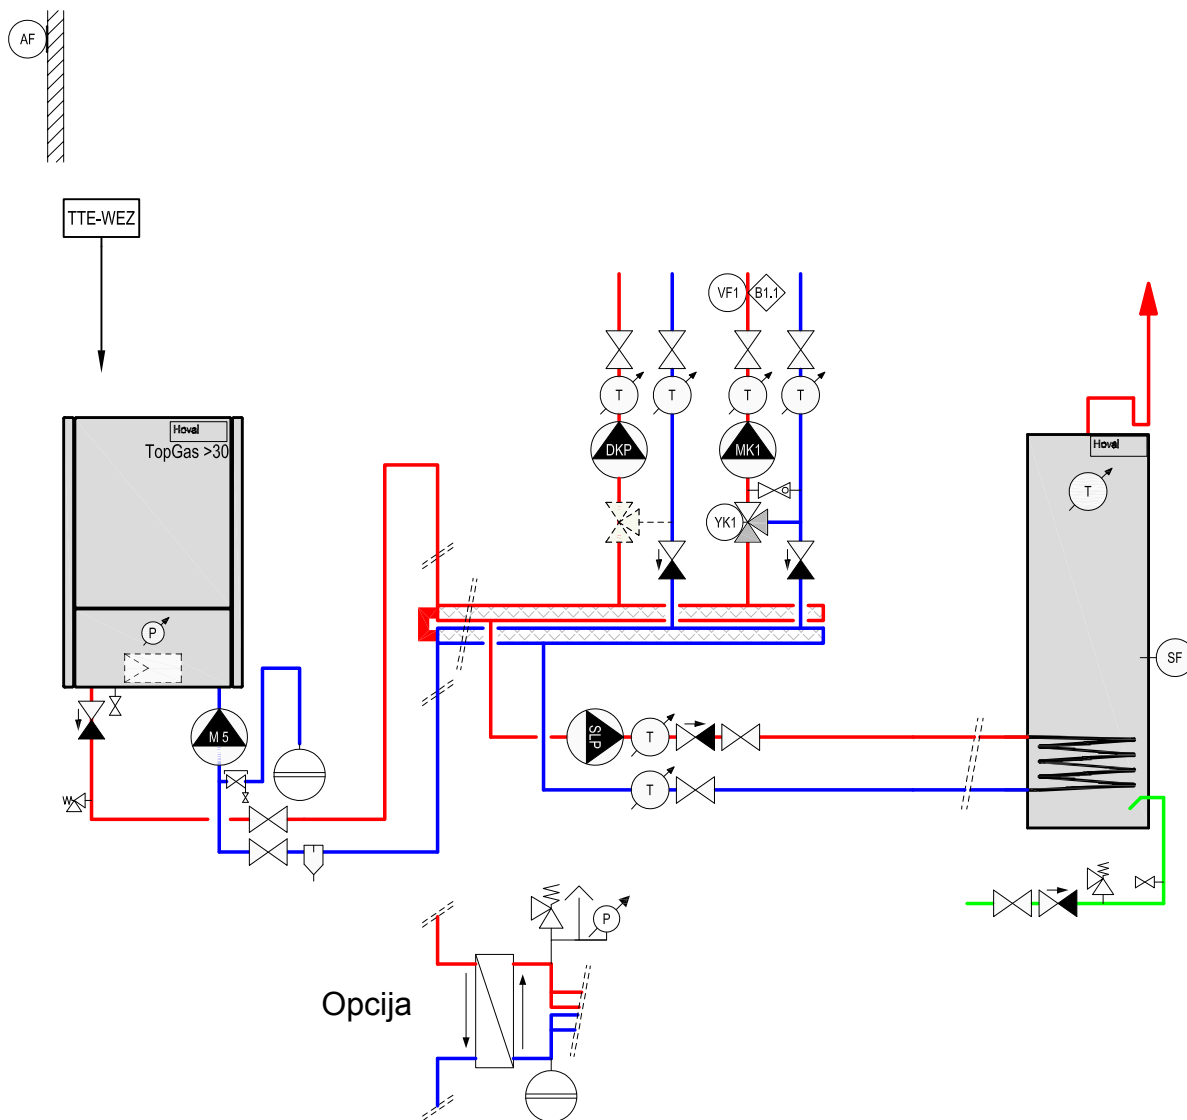 AF
TTE-WEZ
VF1
B1.1
T
T
T
T
Hoval
TopGas >30
DKP
MK1
Hoval
T
YK1
P
SF
M 5
SLP
T
T
P
Opcija